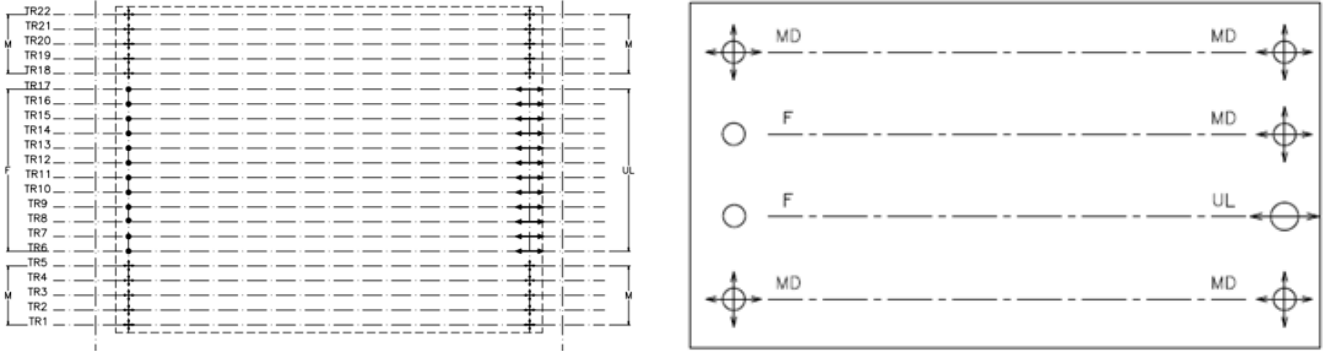 TR22
TR21
M TR20 M
TR19
TR18
TR17
TR16
TR15
TR14
TR13
TR12
F TR11 UL
TR10
TR9
TR8
TR7
TR6
TR5
TR4
M TR3 M
TR2
TR1
MD MD
F MD
F UL
MD MD